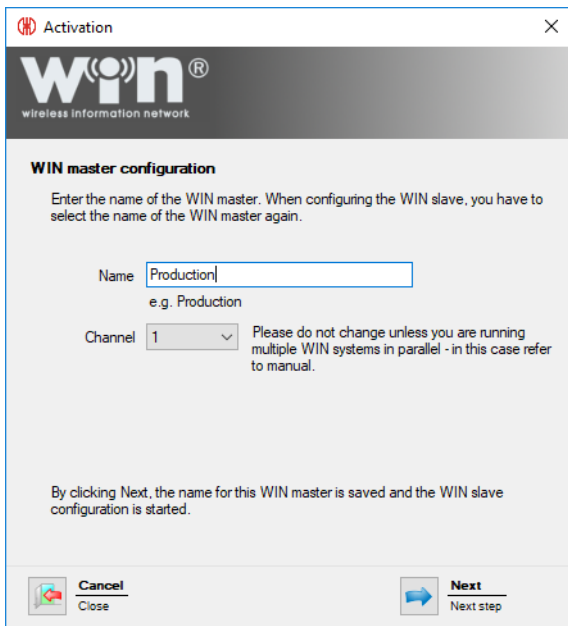 Activation
WIN®
wireless information network
WIN master configuration
Enter the name of the WIN master. When configuring the WIN slave, you have to
select the name of the WIN master again.
Name Production
e.g. Production
Channel 1 Please do not change unless you are running
multiple WIN systems in parallel - in this case refer
to manual.
By clicking Next, the name for this WIN master is saved and the WIN slave
configuration is started.
Cancel Next
Close Next step